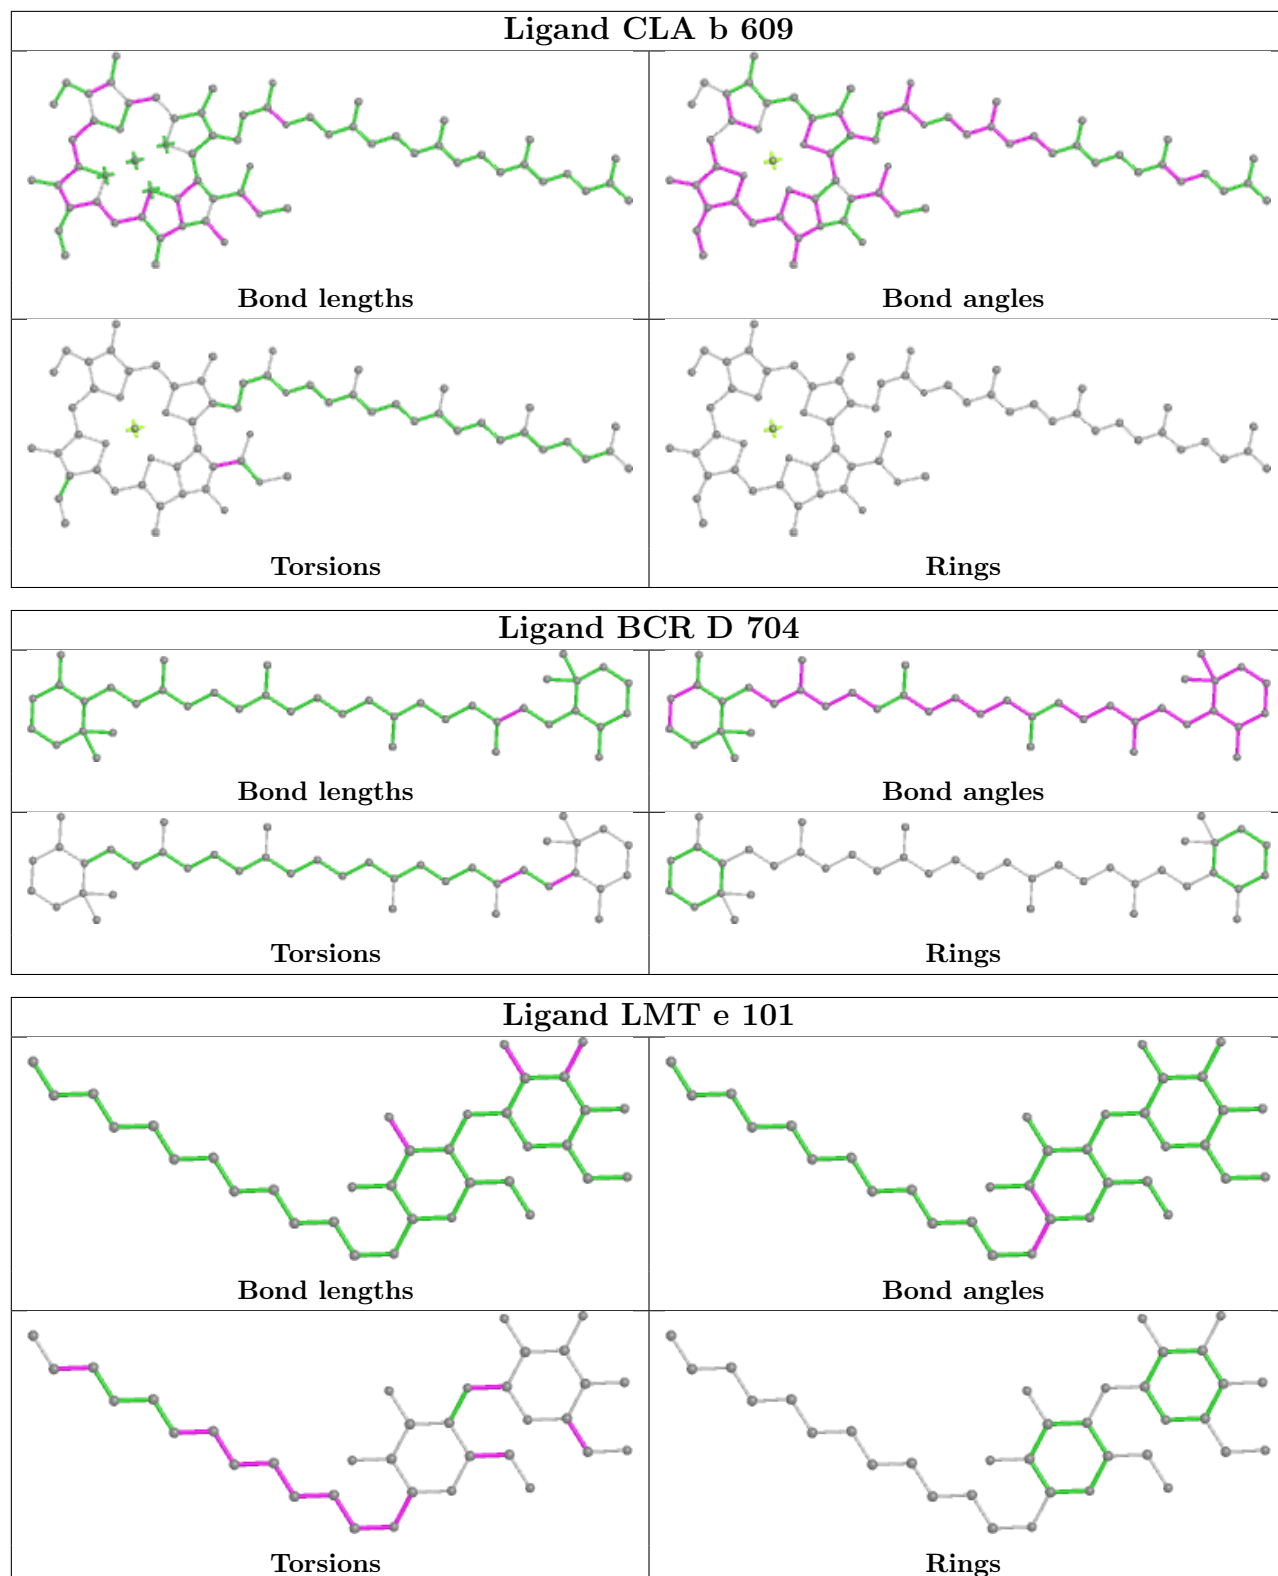 Ligand CLA b 609
Bond lengths
Bond angles
Torsions
Rings
Ligand BCR D 704
Bond lengths
Bond angles
Torsions
Rings
Ligand LMT e 101
Bond lengths
Bond angles
Torsions
Rings